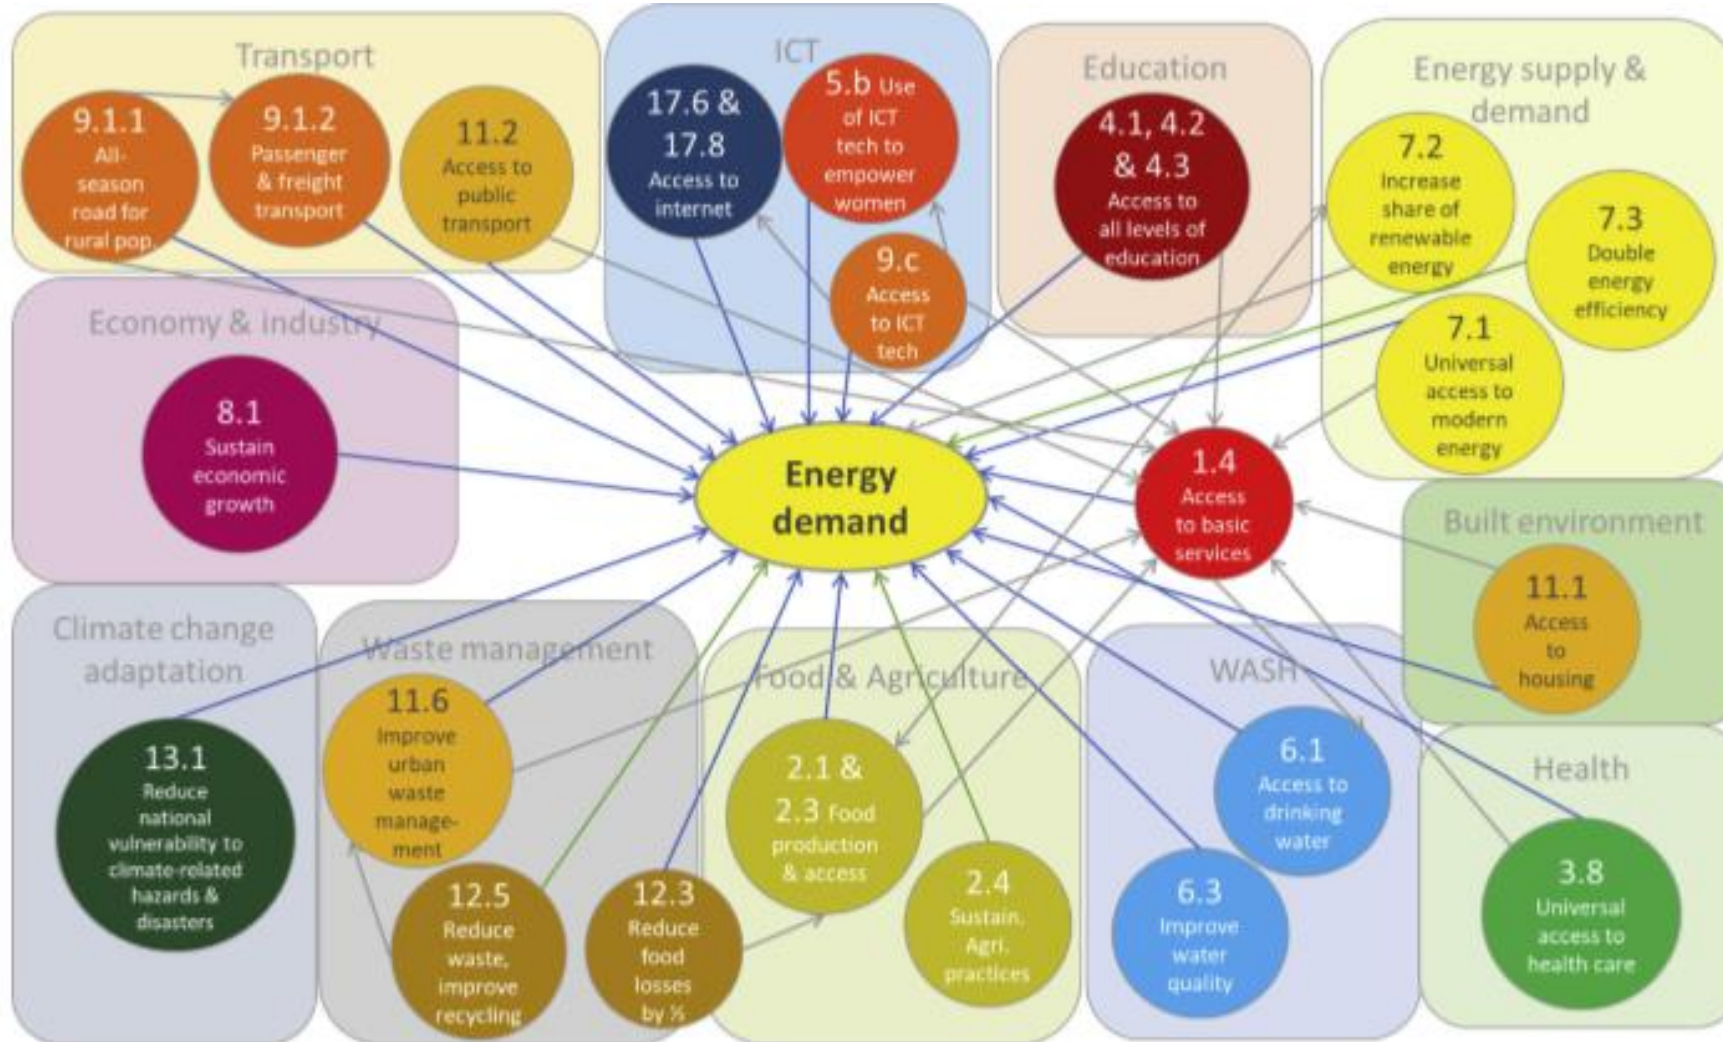 Transport
9.1.1
All-
season
road for
rural pop.
9.1.2
Passenger
& freight
transport
11.2
Access to
public
transport
ICT
17.6 &
17.8
Access to
internet
5.b Use
of ICT
tech to
empower
women
9.c
Access
to ICT
tech
Education
4.1, 4.2
& 4.3
Access to
all levels of
education
Energy supply &
demand
7.2
Increase
share of
renewable
energy
7.3
Double
energy
efficiency
7.1
Universal
access to
modern
energy
Economy & industry
8.1
Sustain
economic
growth
Energy
demand
1.4
Access
to basic
services
Built environment
11.1
Access
to
housing
Climate change
adaptation
13.1
Reduce
national
vulnerability to
climate-related
hazards &
disasters
Waste management
11.6
Improve
urban
waste
manage-
ment
12.5
Reduce
waste,
improve
recycling
12.3
Reduce
food
losses
by ½
Food & Agriculture
2.1 &
2.3 Food
production
& access
2.4
Sustain.
Agri.
practices
WASH
6.1
Access to
drinking
water
6.3
Improve
water
quality
Health
3.8
Universal
access to
health care